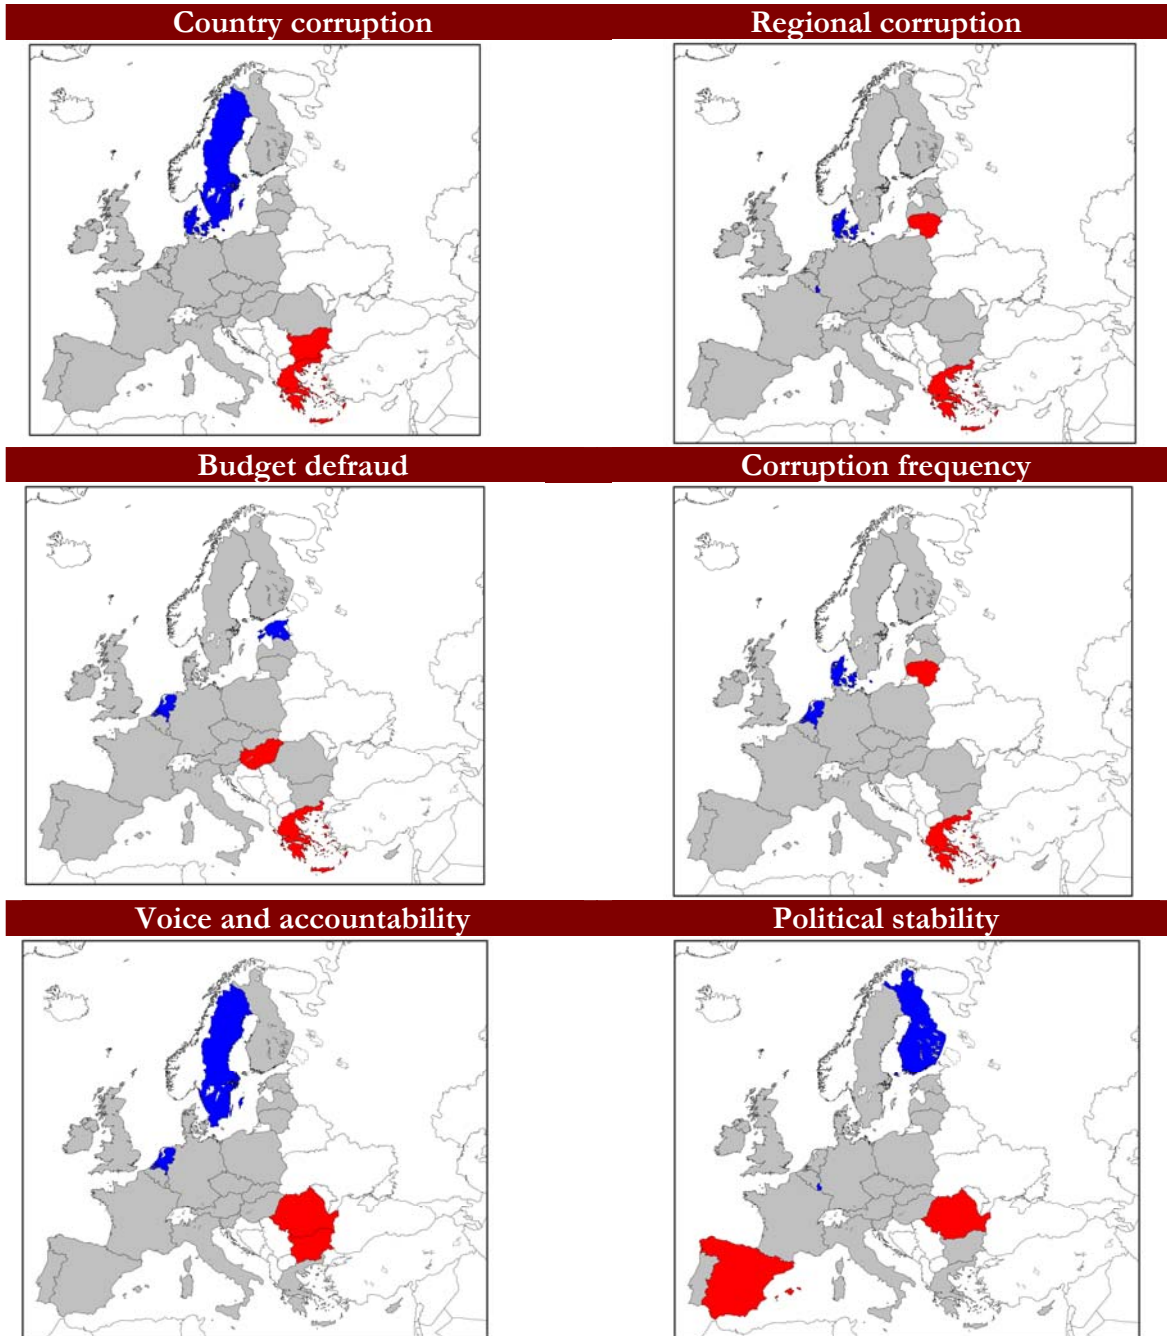 Country corruption
Regional corruption
Budget defraud
Corruption frequency
Voice and accountability
Political stability